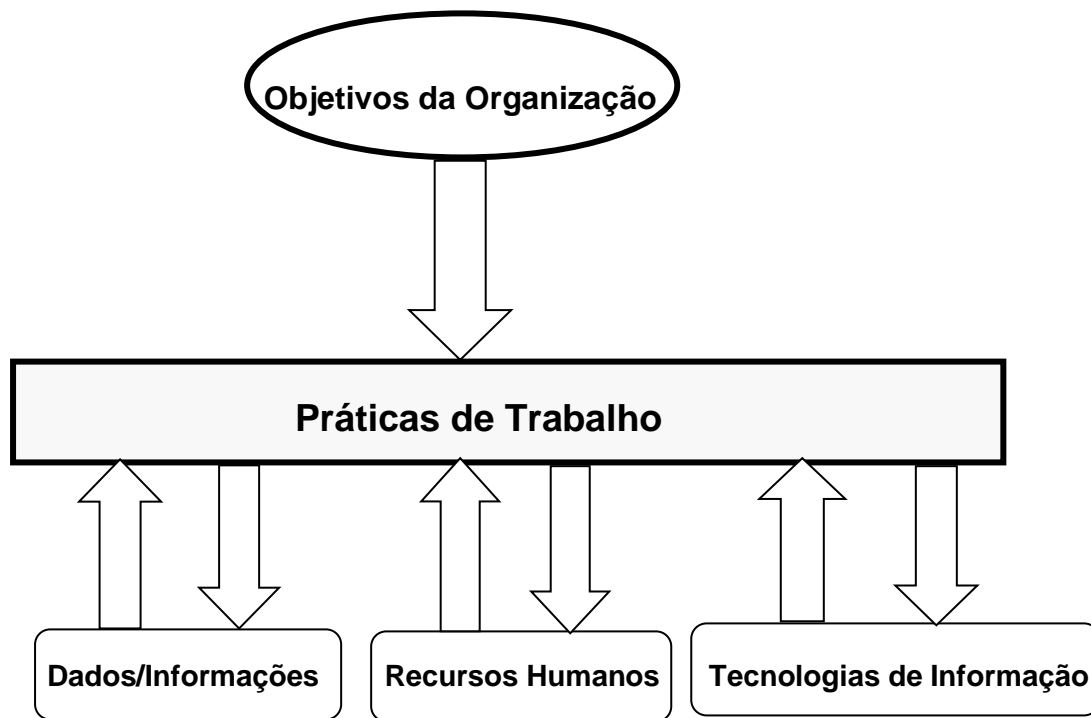 Objetivos da Organização
Práticas de Trabalho
Dados/Informações
Recursos Humanos
Tecnologias de Informação